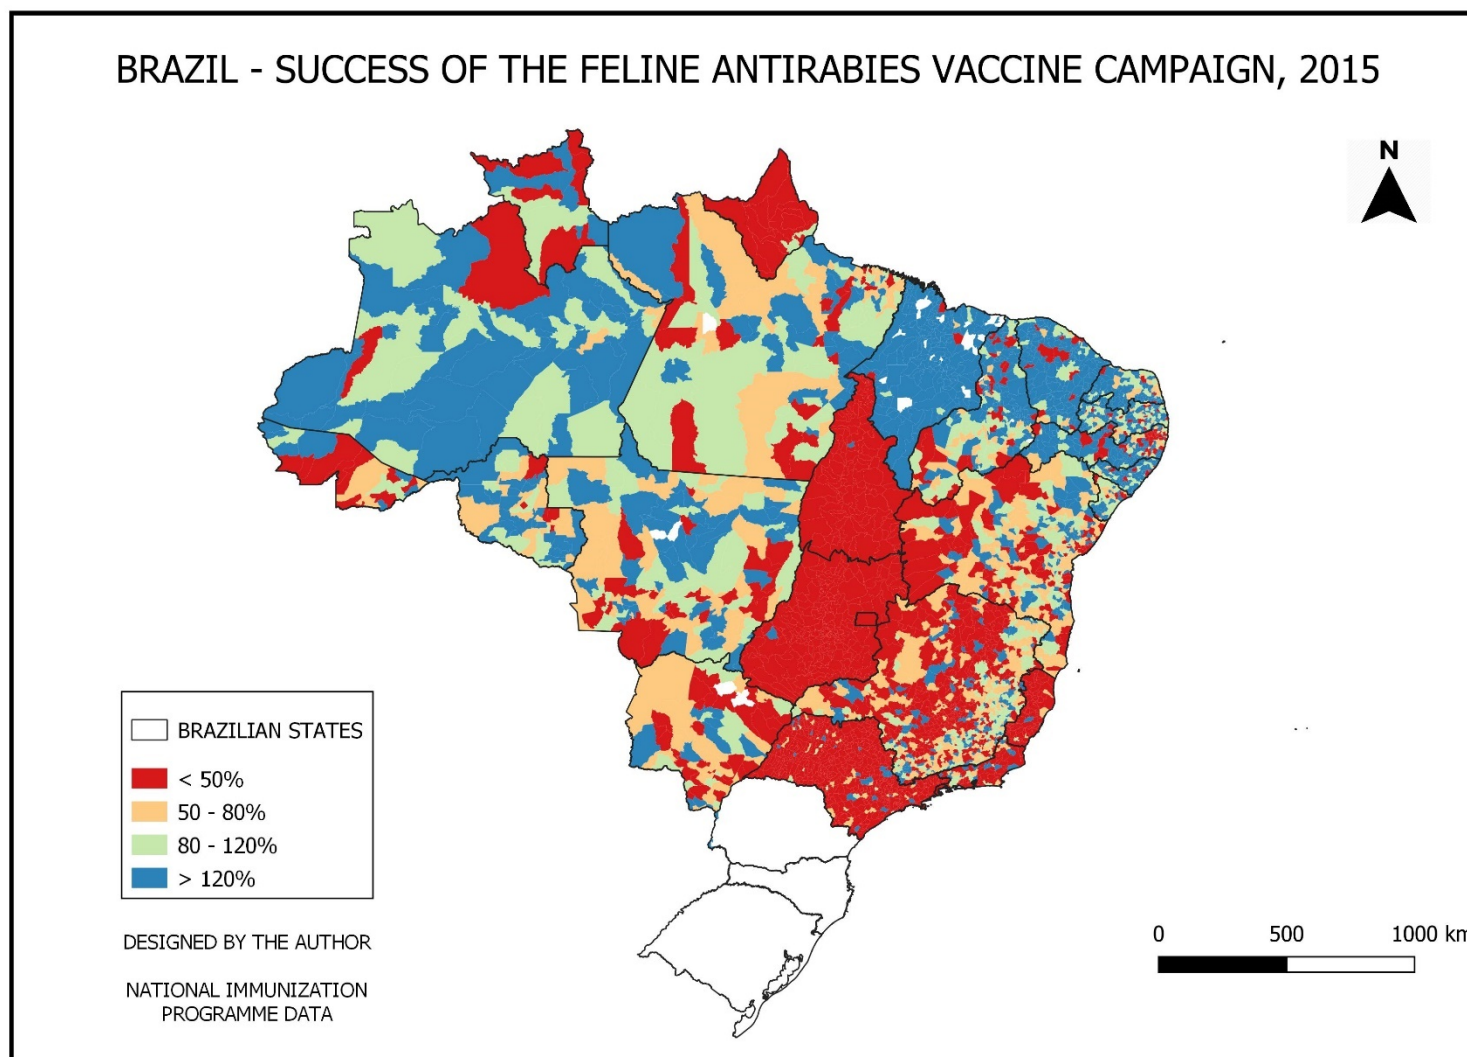 BRAZIL - SUCCESS OF THE FELINE ANTIRABIES VACCINE CAMPAIGN, 2015
N
BRAZILIAN STATES
< 50%
50 - 80%
80 - 120%
> 120%
DESIGNED BY THE AUTHOR
NATIONAL IMMUNIZATION
PROGRAMME DATA
0 500 1000 km